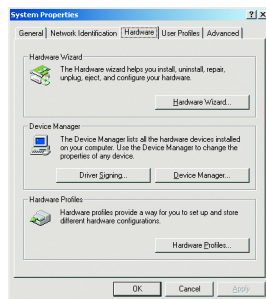 System Properties
? X
General Network Identification Hardware User Profiles Advanced
Hardware Wizard
The Hardware wizard helps you install, uninstall, repair,
unplug, eject, and configure your hardware.
Hardware Wizard...
Device Manager
The Device Manager lists all the hardware devices installed
on your computer. Use the Device Manager to change the
properties of any device.
Driver Signing... Device Manager...
Hardware Profiles
Hardware profiles provide a way for you to set up and store
different hardware configurations.
Hardware Profiles...
OK Cancel Apply